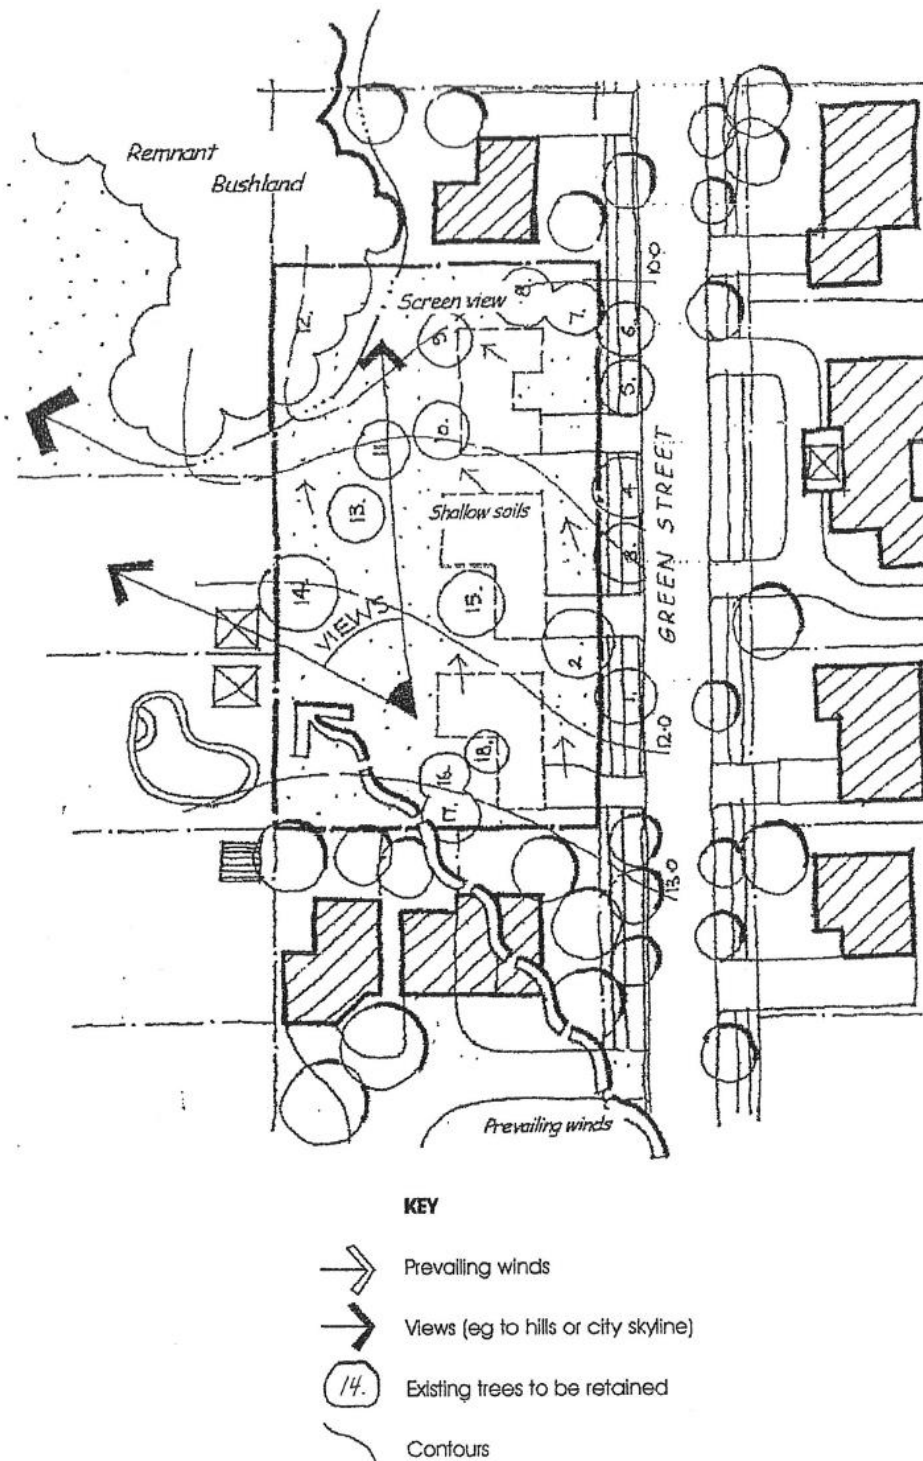 Remnant
Bushland
Screen view
8.
7.
6.
5.
9.
10.
11.
12.
13.
Shallow soils
4.
3.
GREEN STREET
14.
VIEWS
15.
2.
1.
12.0
16.
17.
18.
13.0
Prevailing winds
KEY
Prevailing winds
Views (eg to hills or city skyline)
14.
Existing trees to be retained
Contours